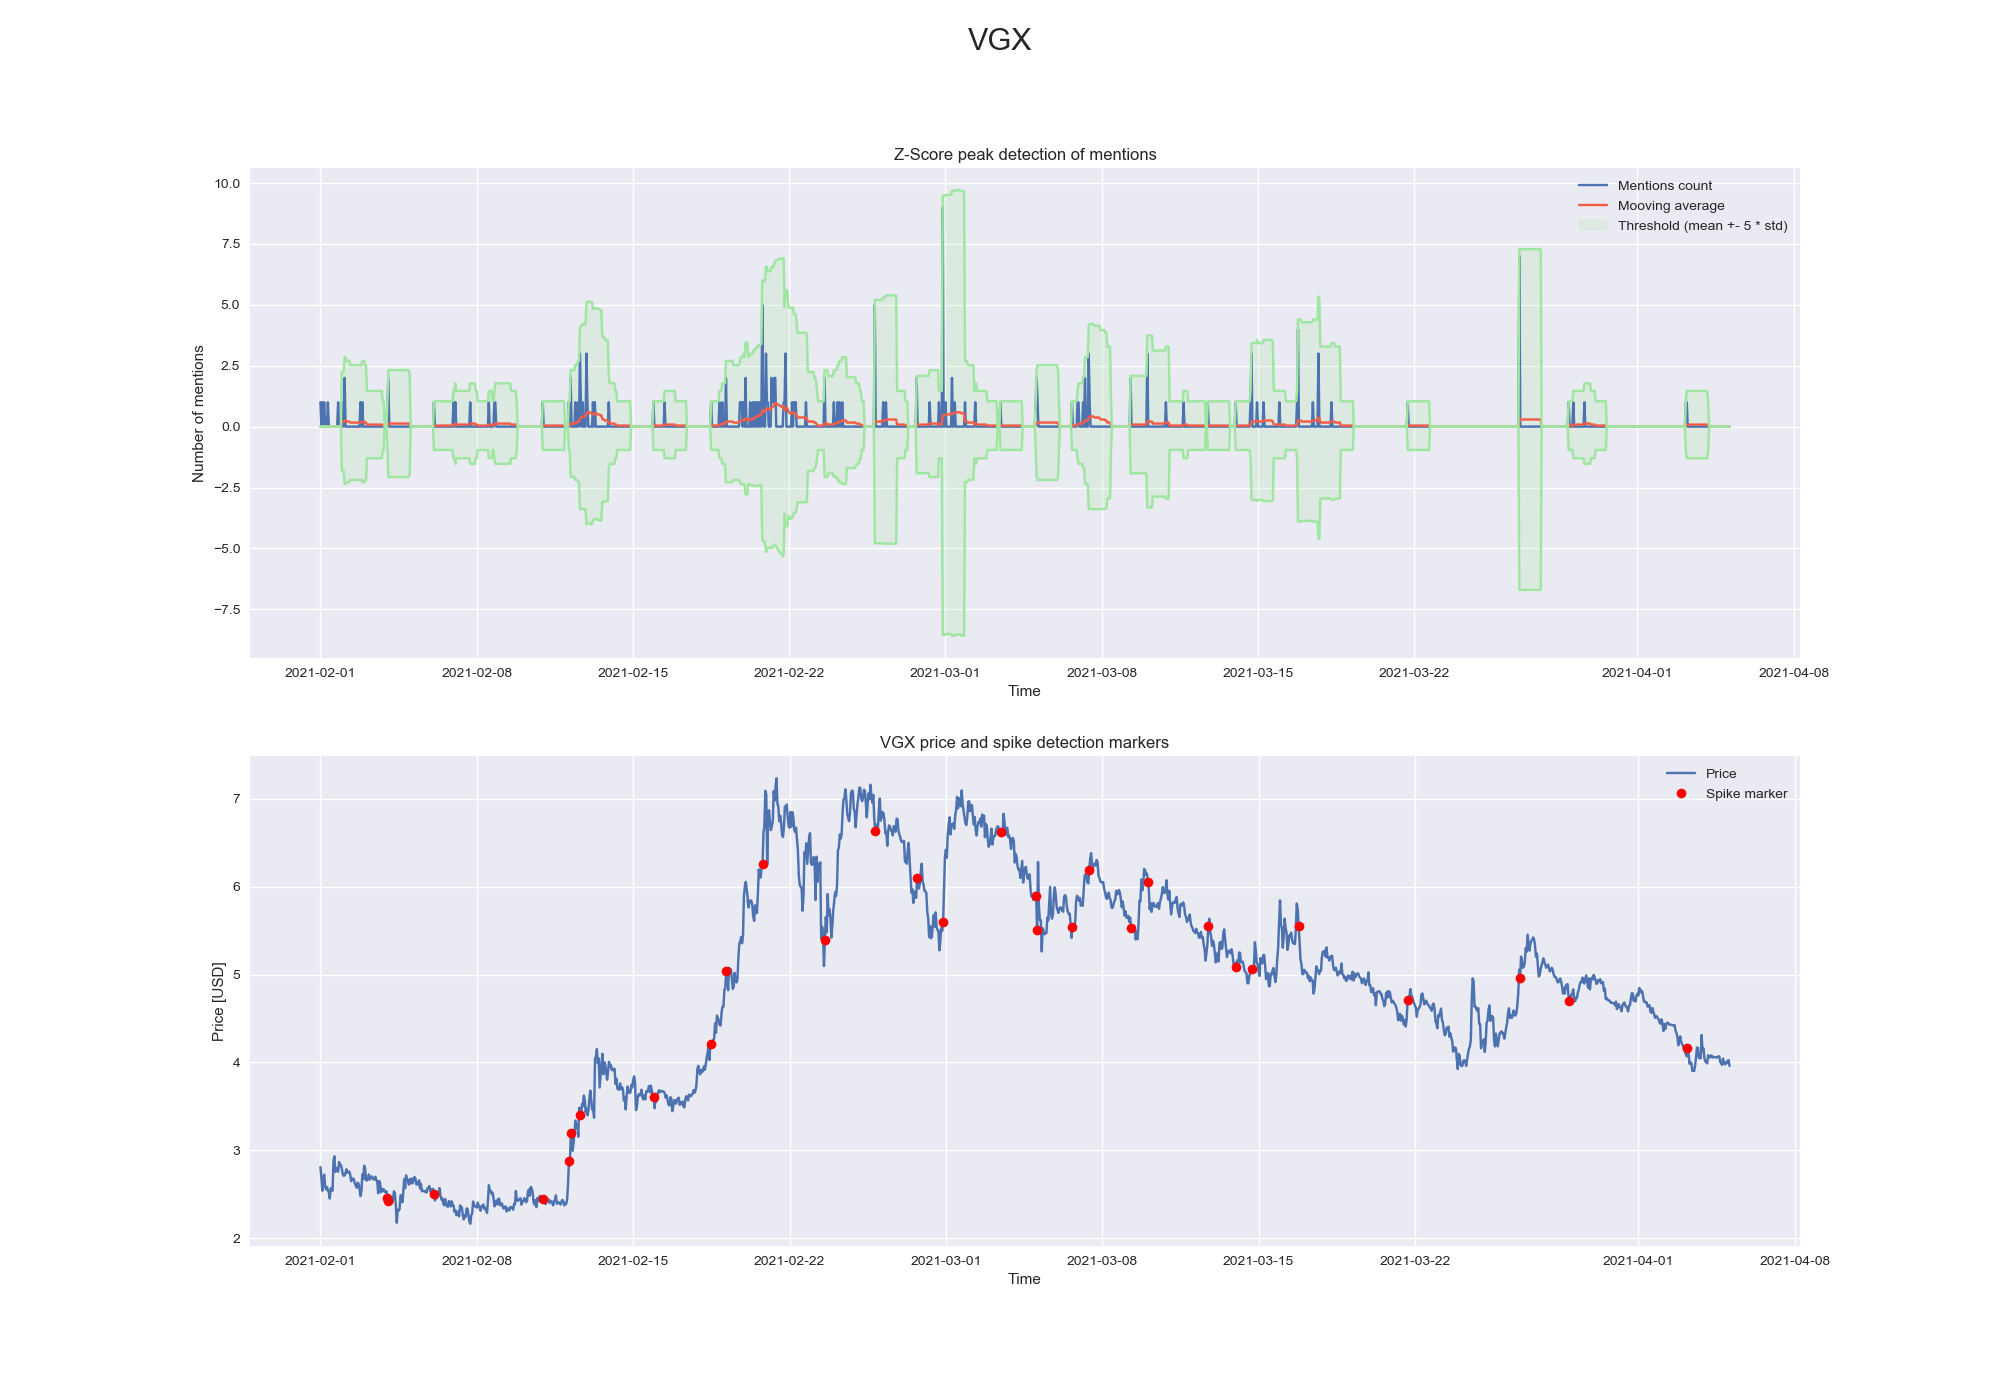 VGX
Z-Score peak detection of mentions
10.0
7.5
5.0
2.5
0.0
−2.5
−5.0
−7.5
Number of mentions
Mentions count
Mooving average
Threshold (mean +- 5 * std)
2021-02-01 2021-02-08 2021-02-15 2021-02-22 2021-03-01 2021-03-08 2021-03-15 2021-03-22 2021-04-01 2021-04-08
Time
VGX price and spike detection markers
7
6
5
4
3
2
Price [USD]
Price
Spike marker
2021-02-01 2021-02-08 2021-02-15 2021-02-22 2021-03-01 2021-03-08 2021-03-15 2021-03-22 2021-04-01 2021-04-08
Time